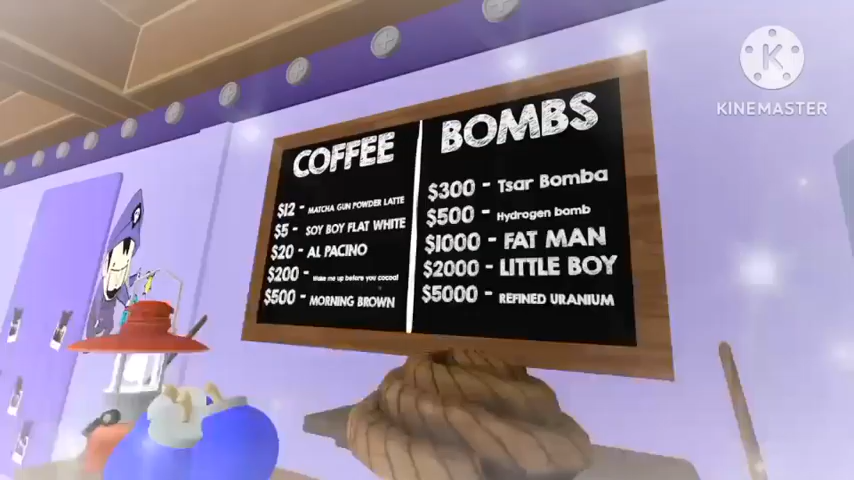 COFFEE
$12 - MATCHA GUN POWDER LATTE
$5 - SOY BOY FLAT WHITE
$20 - AL PACINO
$200 - Wake me up before you cocoa!
$500 - MORNING BROWN
BOMBS
$300 - Tsar Bomba
$500 - Hydrogen bomb
$1000 - FAT MAN
$2000 - LITTLE BOY
$5000 - REFINED URANIUM
K
KINEMASTER